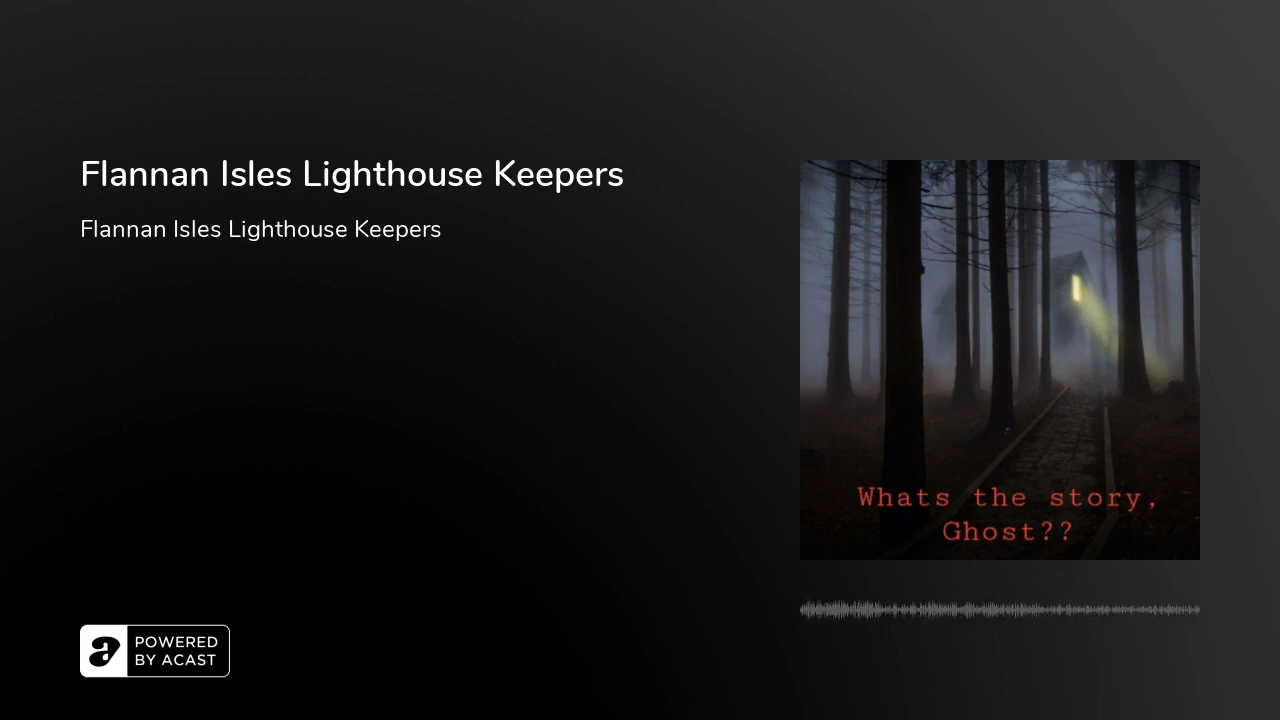 Flannan Isles Lighthouse Keepers
Flannan Isles Lighthouse Keepers
Whats the story,
Ghost??
a POWERED
BY ACAST